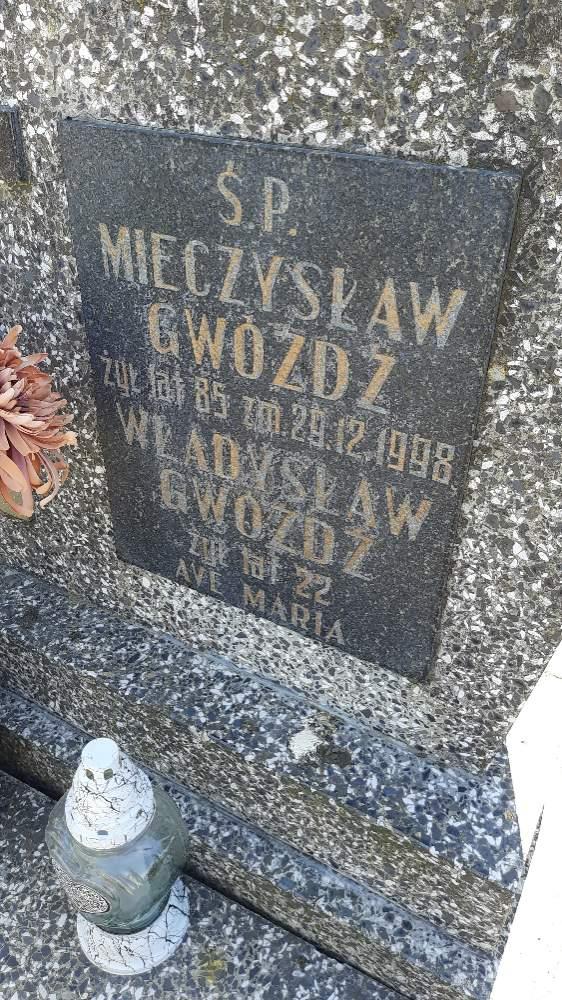 Ś.P.
MIECZYSŁAW
GWÓŹDŹ
żył lat 85 zm. 29.12.1998
WŁADYSŁAW
GWÓŹDŹ
żył lat 22
AVE MARIA